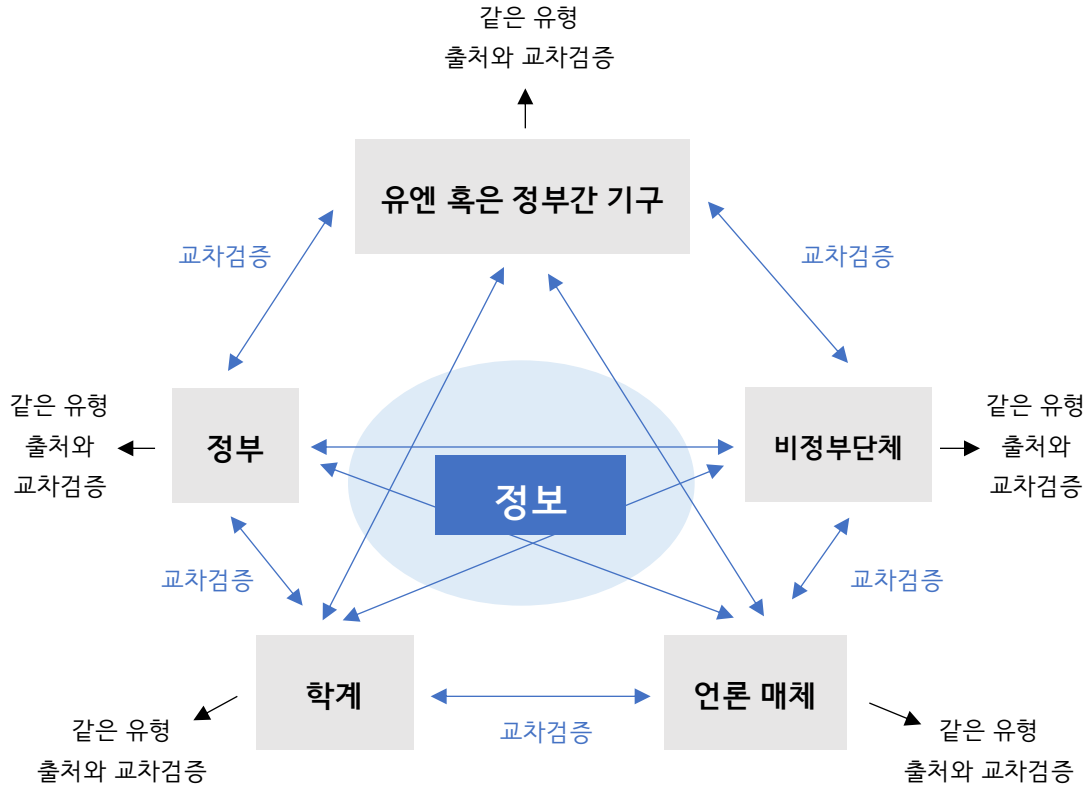 같은 유형
출처와 교차검증
유엔 혹은 정부간 기구
교차검증
교차검증
같은 유형
출처와
교차검증
정부
정보
비정부단체
같은 유형
출처와
교차검증
교차검증
교차검증
학계
언론 매체
교차검증
같은 유형
출처와 교차검증
같은 유형
출처와 교차검증